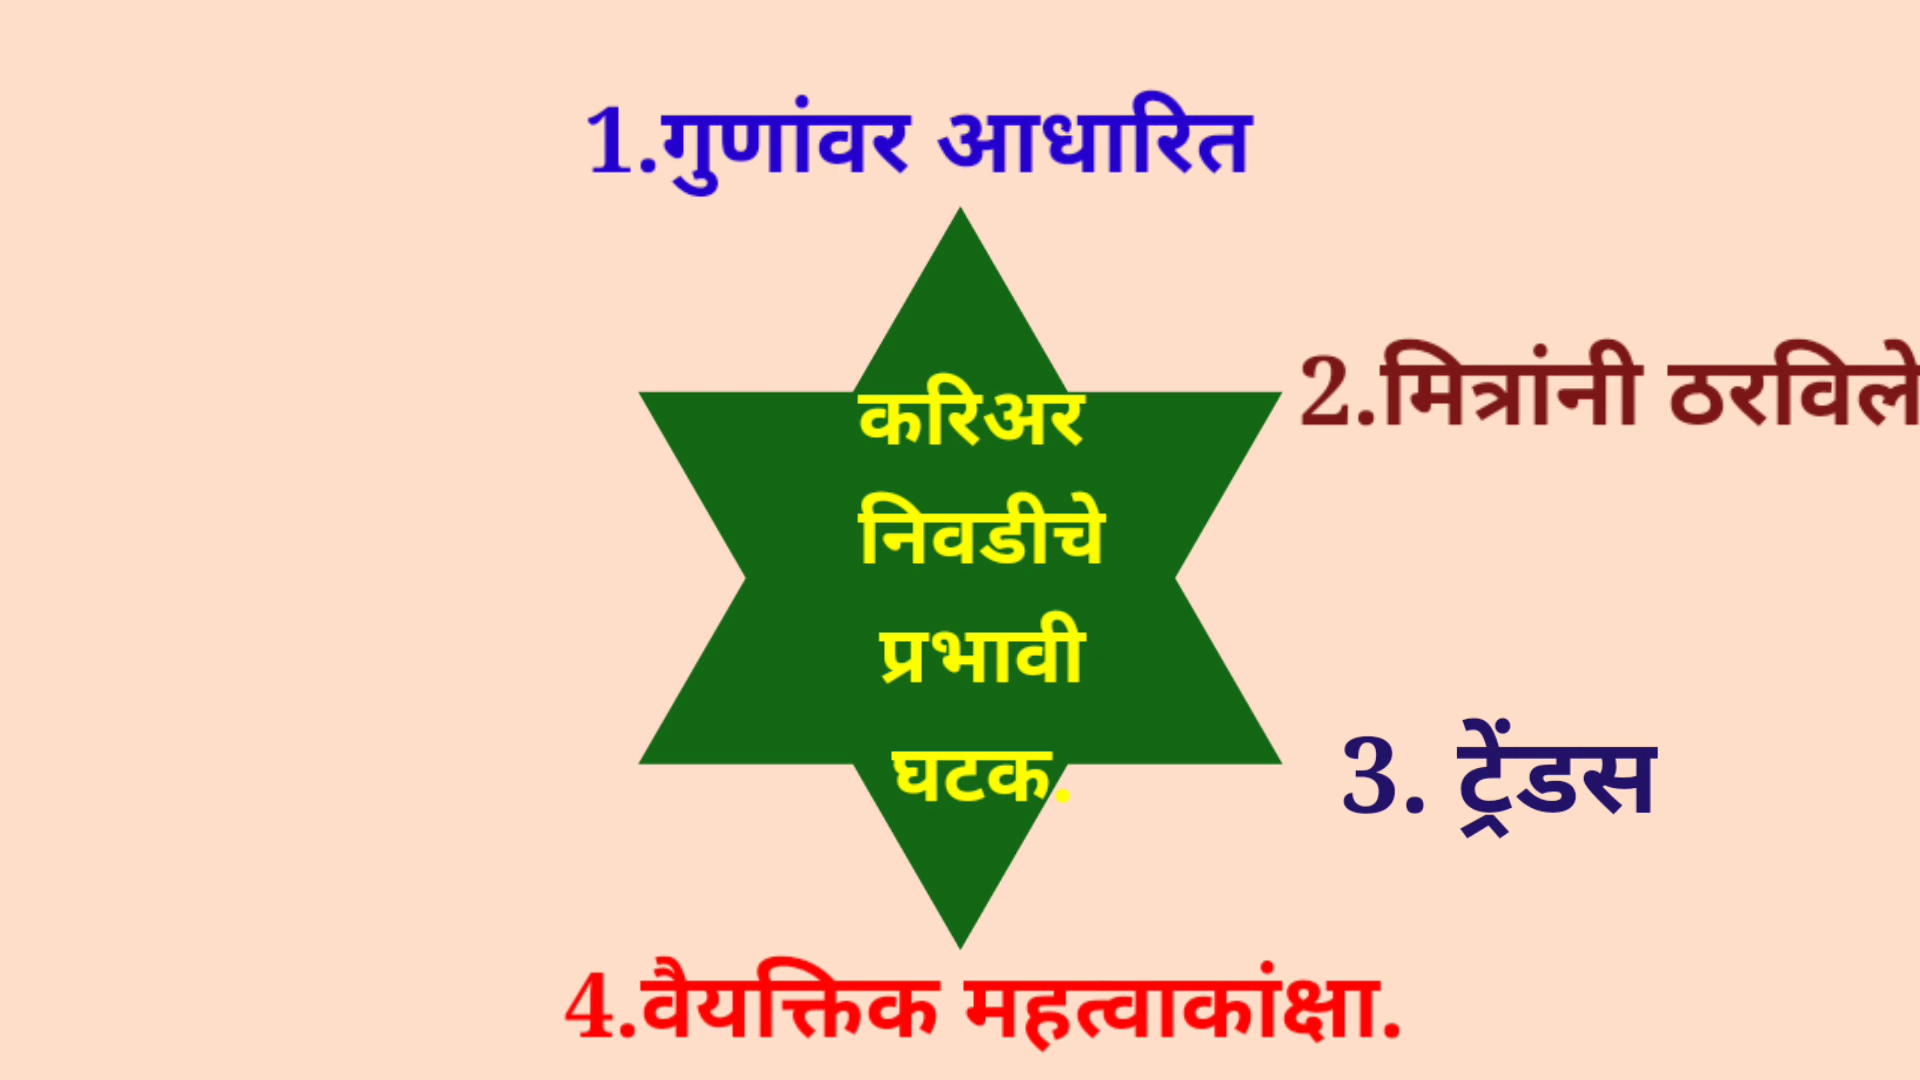 1.गुणांवर आधारित
2.मित्रांनी ठरविले
करिअर
निवडीचे
प्रभावी
घटक.
3. ट्रेंडस
4.वैयक्तिक महत्वाकांक्षा.